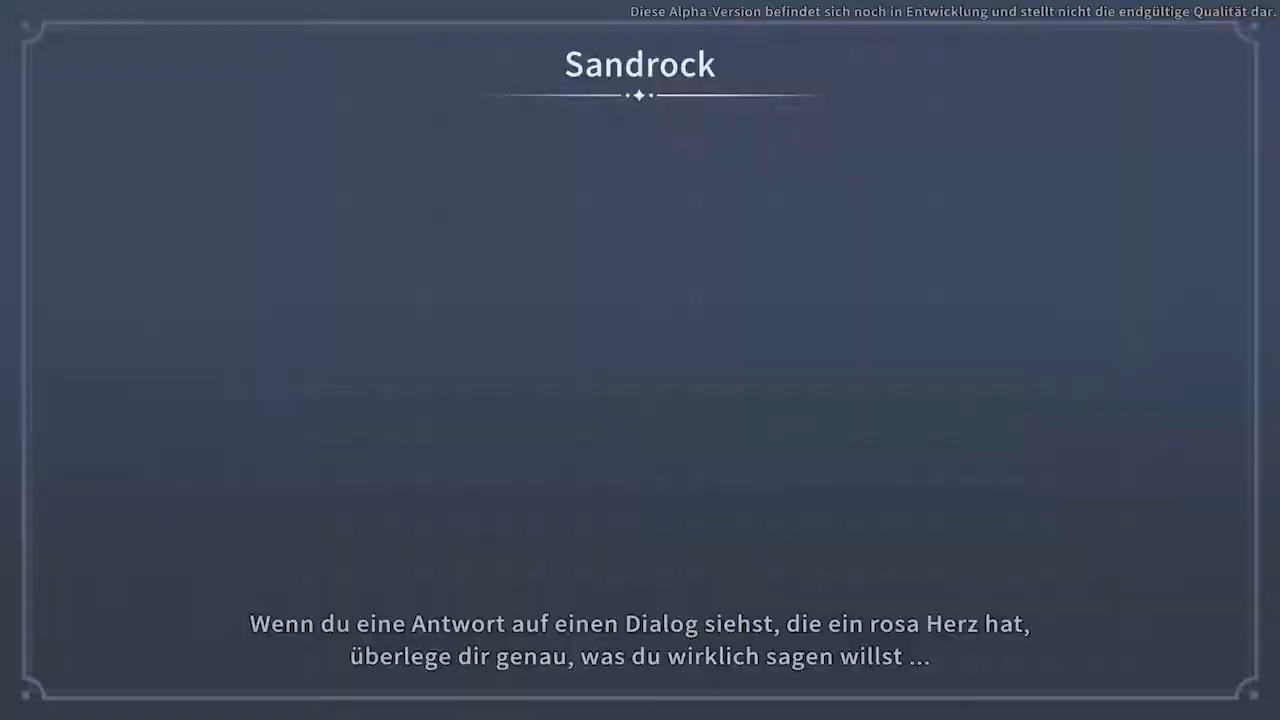 Diese Alpha-Version befindet sich noch in Entwicklung und stellt nicht die endgültige Qualität dar.
Sandrock
Wenn du eine Antwort auf einen Dialog siehst, die ein rosa Herz hat,
überlege dir genau, was du wirklich sagen willst ...